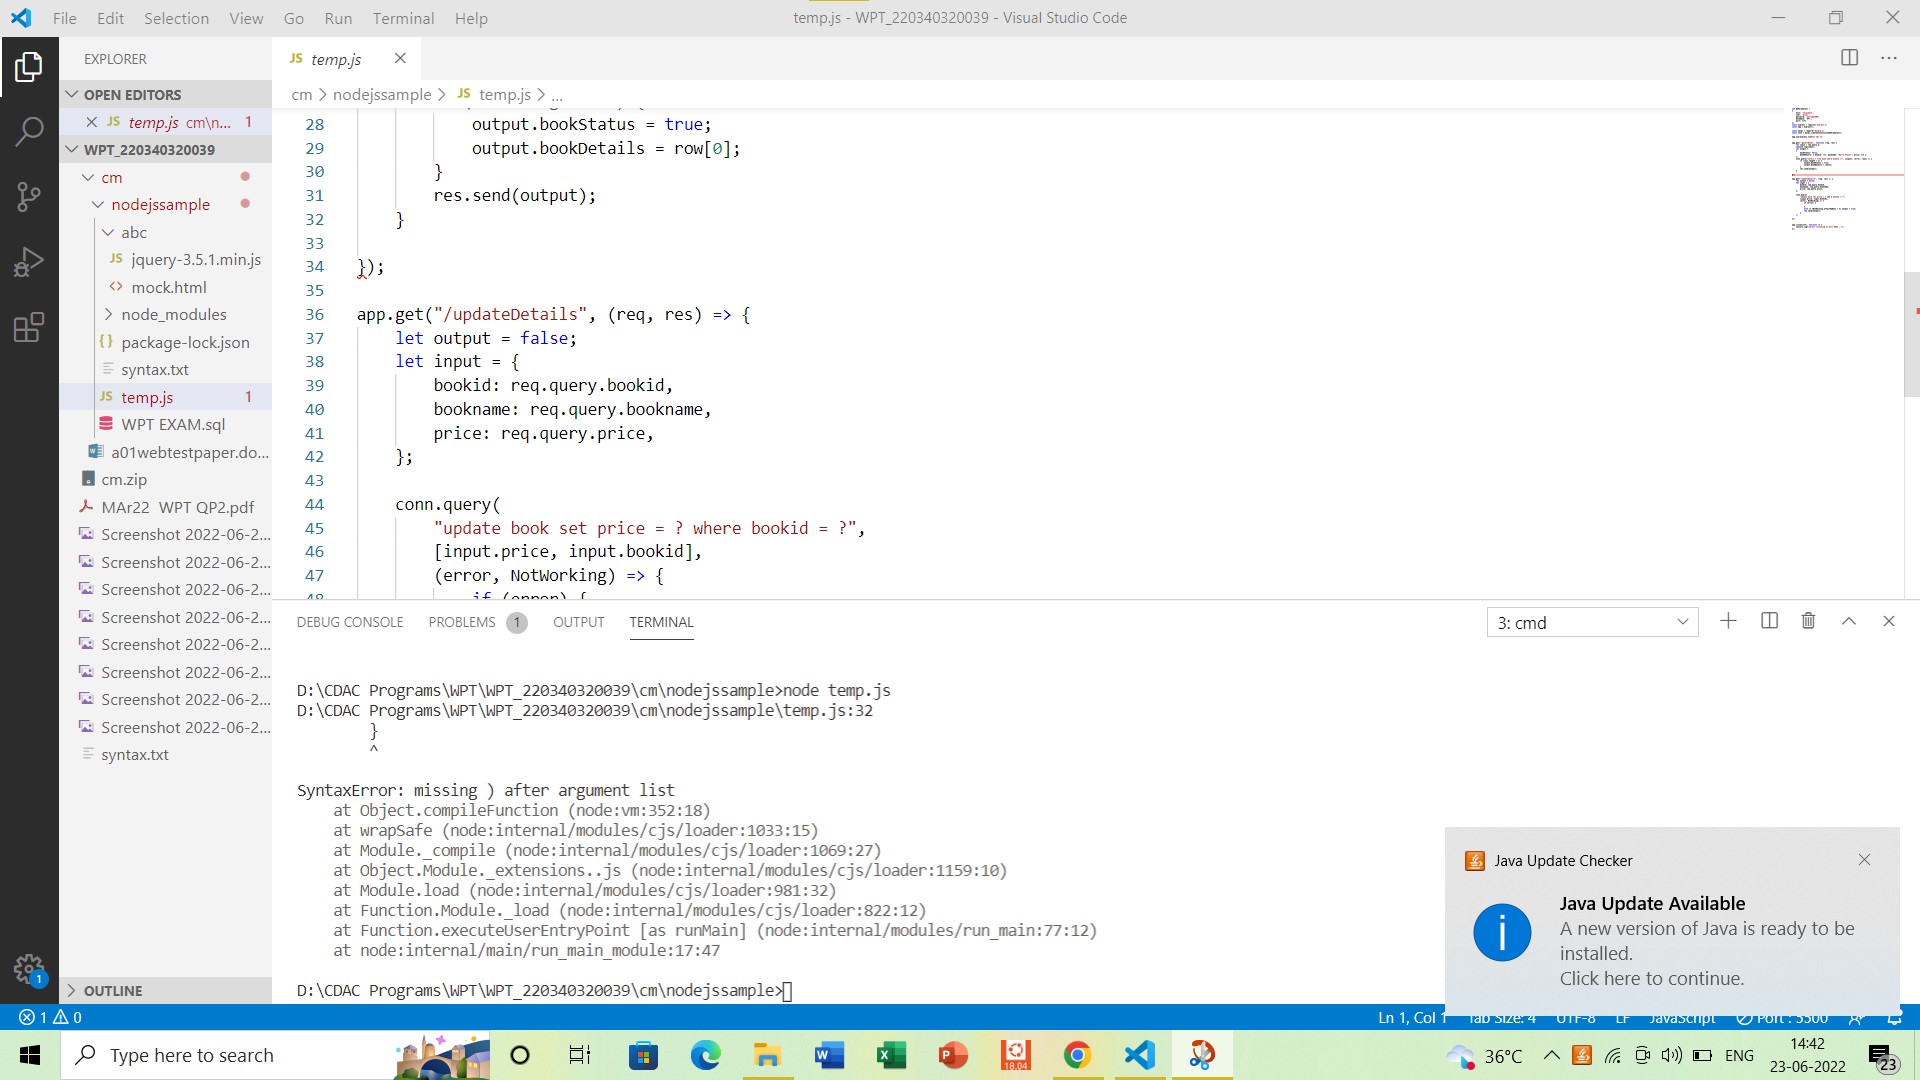 File Edit Selection View Go Run Terminal Help
temp.js - WPT_220340320039 - Visual Studio Code
EXPLORER
OPEN EDITORS
JS temp.js cm\n... 1
WPT_220340320039
cm
nodejssample
abc
JS jquery-3.5.1.min.js
<> mock.html
node_modules
{} package-lock.json
syntax.txt
JS temp.js 1
WPT EXAM.sql
a01webtestpaper.do...
cm.zip
MAr22 WPT QP2.pdf
Screenshot 2022-06-2...
Screenshot 2022-06-2...
Screenshot 2022-06-2...
Screenshot 2022-06-2...
Screenshot 2022-06-2...
Screenshot 2022-06-2...
Screenshot 2022-06-2...
Screenshot 2022-06-2...
syntax.txt
OUTLINE
JS temp.js
cm > nodejssample > JS temp.js > ...
28 output.bookStatus = true;
29 output.bookDetails = row[0];
30 }
31 res.send(output);
32 }
33
34 });
35
36 app.get("/updateDetails", (req, res) => {
37 let output = false;
38 let input = {
39 bookid: req.query.bookid,
40 bookname: req.query.bookname,
41 price: req.query.price,
42 };
43
44 conn.query(
45 "update book set price = ? where bookid = ?",
46 [input.price, input.bookid],
47 (error, NotWorking) => {
48 if (error) {
DEBUG CONSOLE PROBLEMS 1 OUTPUT TERMINAL
3: cmd
D:\CDAC Programs\WPT\WPT_220340320039\cm\nodejssample>node temp.js
D:\CDAC Programs\WPT\WPT_220340320039\cm\nodejssample\temp.js:32
}
^
SyntaxError: missing ) after argument list
at Object.compileFunction (node:vm:352:18)
at wrapSafe (node:internal/modules/cjs/loader:1033:15)
at Module._compile (node:internal/modules/cjs/loader:1069:27)
at Object.Module._extensions..js (node:internal/modules/cjs/loader:1159:10)
at Module.load (node:internal/modules/cjs/loader:981:32)
at Function.Module._load (node:internal/modules/cjs/loader:822:12)
at Function.executeUserEntryPoint [as runMain] (node:internal/modules/run_main:77:12)
at node:internal/main/run_main_module:17:47
D:\CDAC Programs\WPT\WPT_220340320039\cm\nodejssample>
Java Update Checker
Java Update Available
A new version of Java is ready to be
installed.
Click here to continue.
1 0
Ln 1, Col 1 Tab Size: 4 UTF-8 LF JavaScript Port : 5500
1
Type here to search
18.04
36°C
ENG
14:42
23-06-2022
23